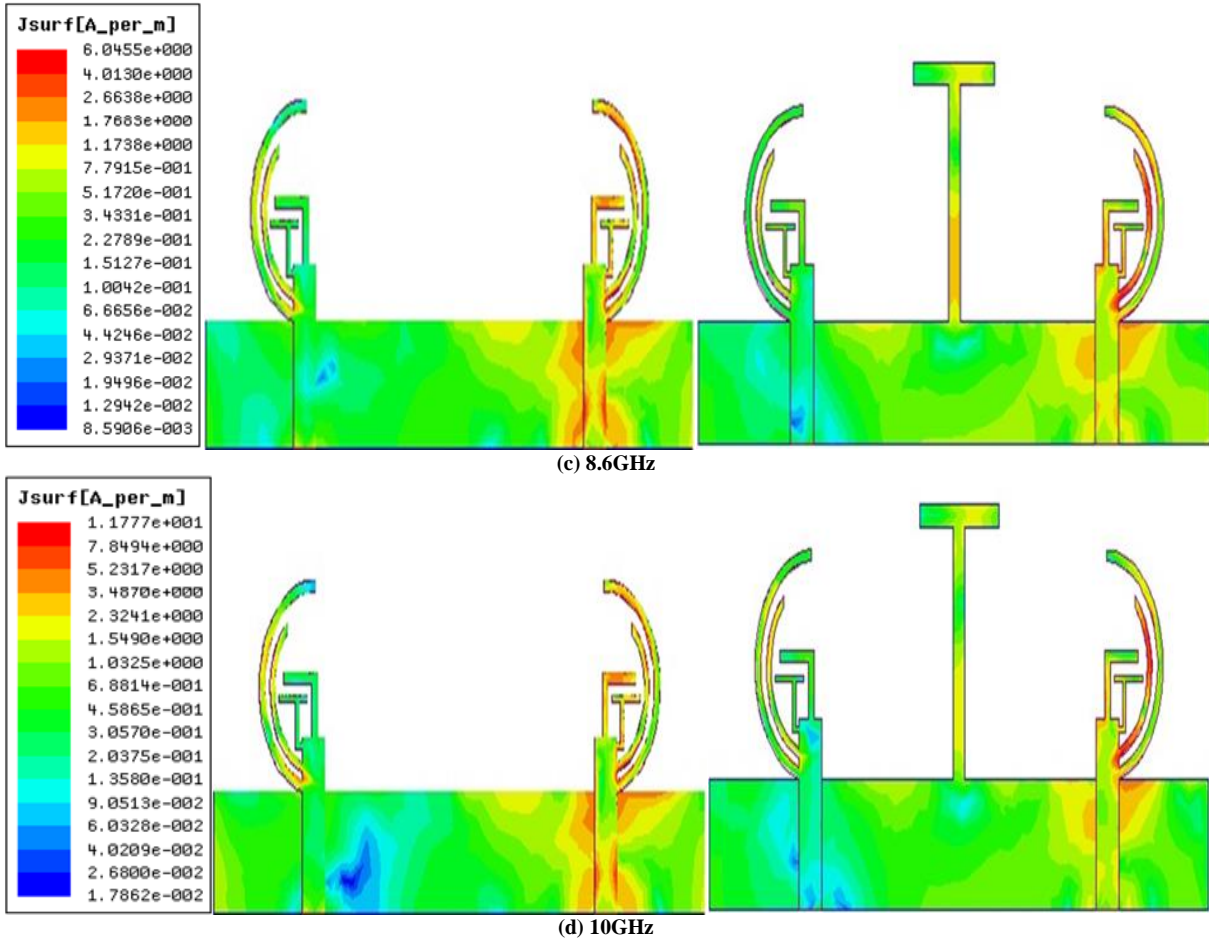 Jsurf[A_per_m]
6.0455e+000
4.0130e+000
2.6638e+000
1.7683e+000
1.1738e+000
7.7915e-001
5.1720e-001
3.4331e-001
2.2789e-001
1.5127e-001
1.0042e-001
6.6656e-002
4.4246e-002
2.9371e-002
1.9496e-002
1.2942e-002
8.5906e-003
(c) 8.6GHz
Jsurf[A_per_m]
1.1777e+001
7.8494e+000
5.2317e+000
3.4870e+000
2.3241e+000
1.5490e+000
1.0325e+000
6.8814e-001
4.5865e-001
3.0570e-001
2.0375e-001
1.3580e-001
9.0513e-002
6.0328e-002
4.0209e-002
2.6800e-002
1.7862e-002
(d) 10GHz